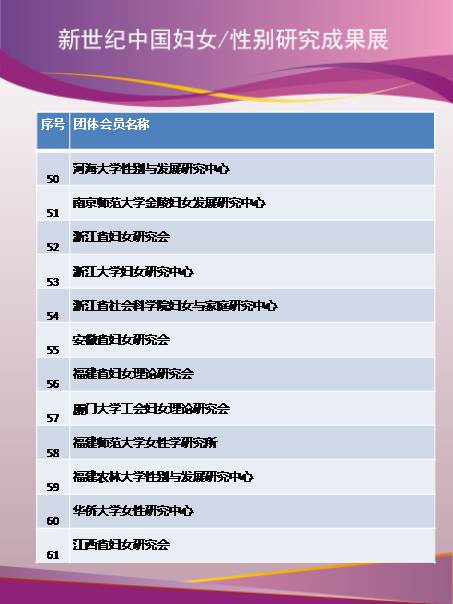 新世纪中国妇女/性别研究成果展
序号 团体会员名称
50 河海大学性别与发展研究中心
51 南京师范大学金陵妇女发展研究中心
52 浙江省妇女研究会
53 浙江大学妇女研究中心
54 浙江省社会科学院妇女与家庭研究中心
55 安徽省妇女研究会
56 福建省妇女理论研究会
57 厦门大学工会妇女理论研究会
58 福建师范大学女性学研究所
59 福建农林大学性别与发展研究中心
60 华侨大学女性研究中心
61 江西省妇女研究会